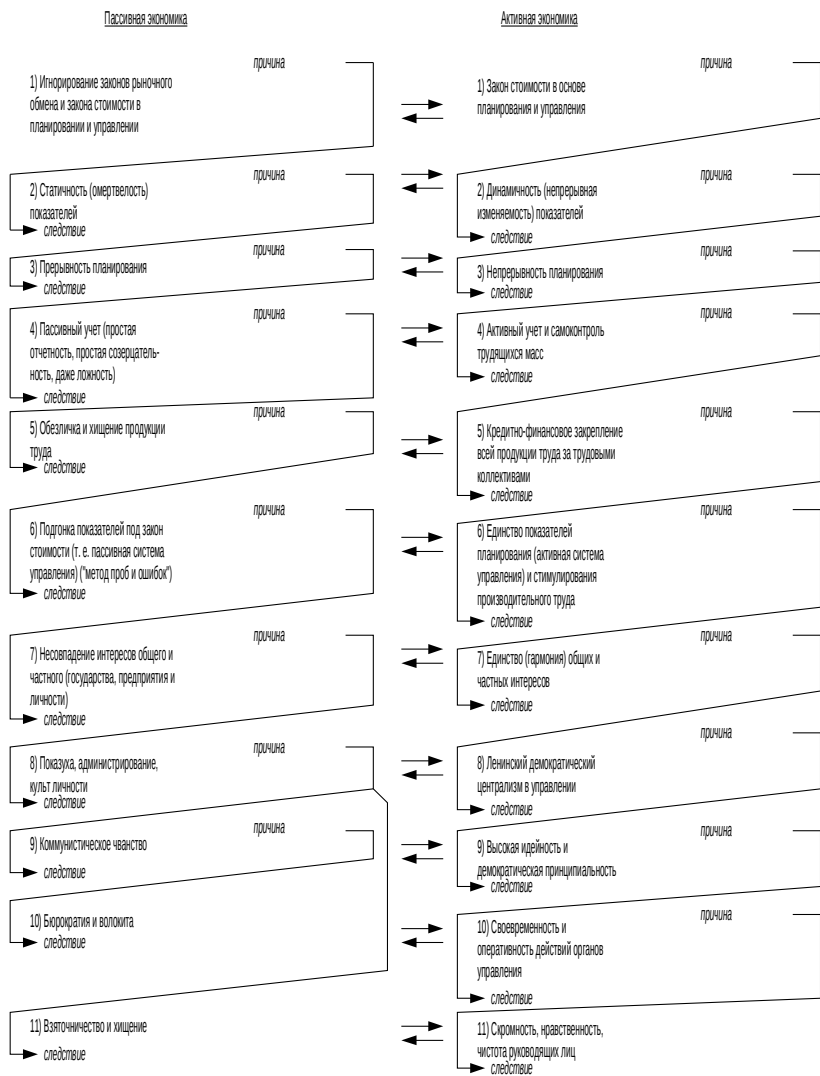 Пассивная экономика
причина
1) Игнорирование законов рыночного
обмена и закона стоимости в
планировании и управлении
причина
2) Статичность (омертвелость)
показателей
следствие
причина
3) Прерывность планирования
следствие
причина
4) Пассивный учет (простая
отчетность, простая созерцатель-
ность, даже ложность)
следствие
причина
5) Обезличка и хищение продукции
труда
следствие
причина
6) Подгонка показателей под закон
стоимости (т. е. пассивная система
управления) ("метод проб и ошибок")
следствие
причина
7) Несовпадение интересов общего и
частного (государства, предприятия и
личности)
следствие
причина
8) Показуха, администрирование,
культ личности
следствие
причина
9) Коммунистическое чванство
следствие
10) Бюрократия и волокита
следствие
11) Взяточничество и хищение
следствие
Активная экономика
причина
1) Закон стоимости в основе
планирования и управления
причина
2) Динамичность (непрерывная
изменяемость) показателей
следствие
причина
3) Непрерывность планирования
следствие
причина
4) Активный учет и самоконтроль
трудящихся масс
следствие
причина
5) Кредитно-финансовое закрепление
всей продукции труда за трудовыми
коллективами
следствие
причина
6) Единство показателей
планирования (активная система
управления) и стимулирования
производительного труда
следствие
причина
7) Единство (гармония) общих и
частных интересов
следствие
причина
8) Ленинский демократический
централизм в управлении
следствие
причина
9) Высокая идейность и
демократическая принципиальность
следствие
причина
10) Своевременность и
оперативность действий органов
управления
следствие
11) Скромность, нравственность,
чистота руководящих лиц
следствие